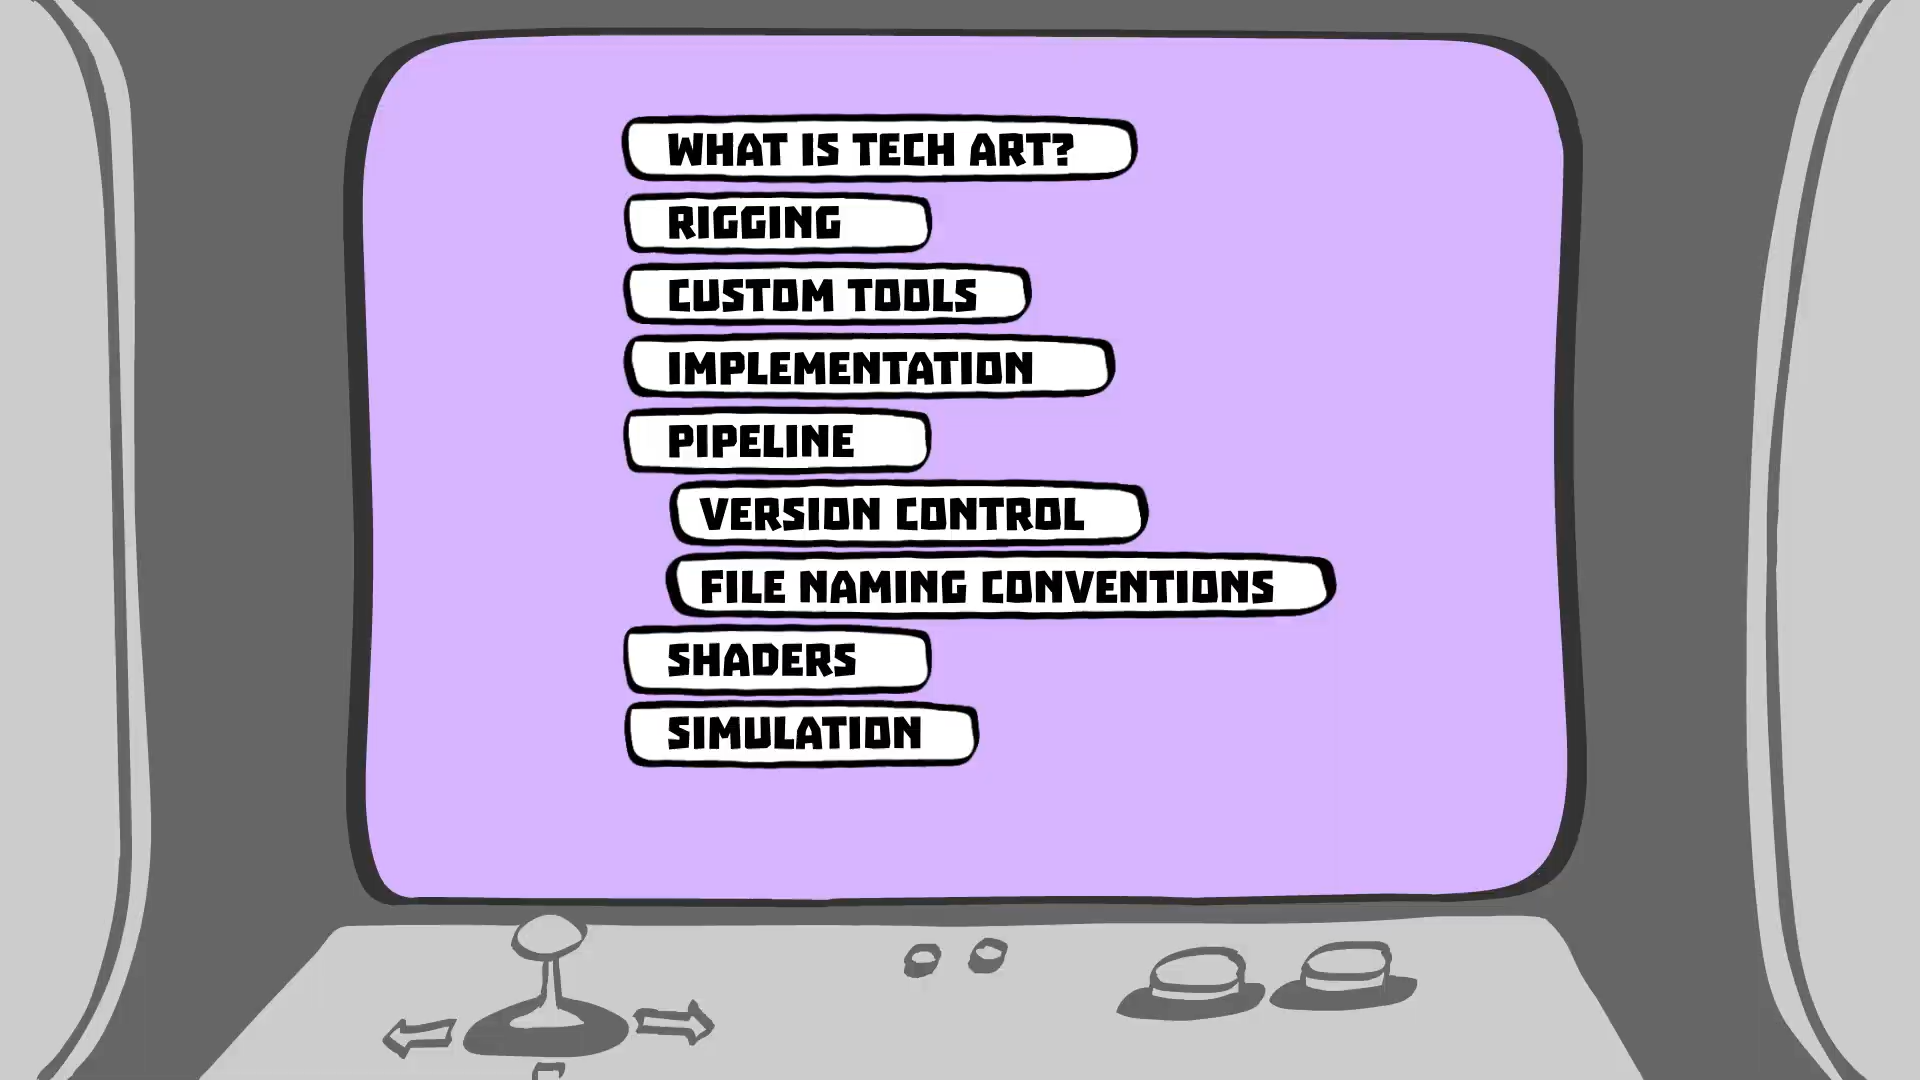 WHAT IS TECH ART?
RIGGING
CUSTOM TOOLS
IMPLEMENTATION
PIPELINE
VERSION CONTROL
FILE NAMING CONVENTIONS
SHADERS
SIMULATION